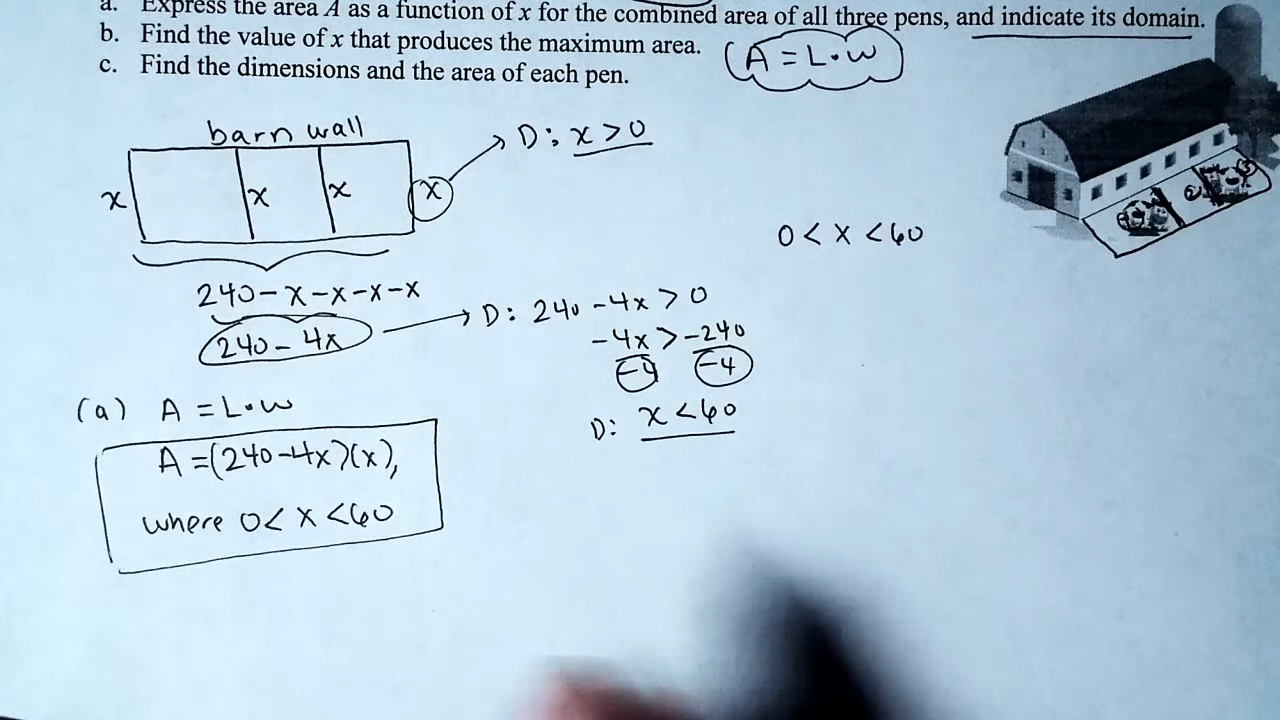 a. Express the area A as a function of x for the combined area of all three pens, and indicate its domain.
b. Find the value of x that produces the maximum area.
c. Find the dimensions and the area of each pen.
A = L • W
barn wall
x x x x
D: x > 0
0 < x < 60
240 - x - x - x - x
240 - 4x
D: 240 - 4x > 0
-4x > -240
-4 -4
D: x < 60
(a) A = L • W
A = (240-4x)(x),
where 0 < x < 60